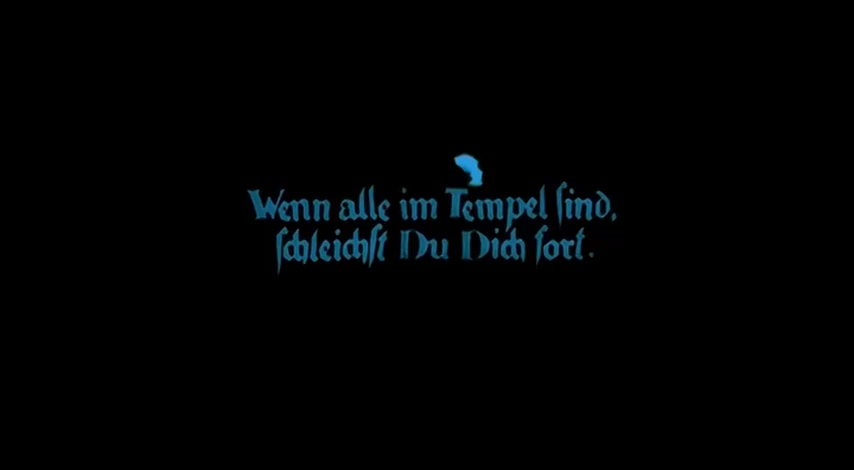 Wenn alle im Tempel ſind,
ſchleichſt Du Dich fort.